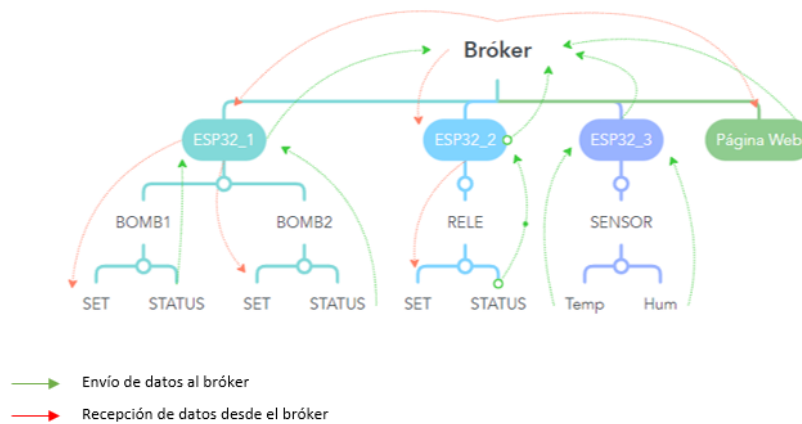 Bróker
ESP32_1 ESP32_2 ESP32_3 Página Web
BOMB1 BOMB2 RELE SENSOR
SET STATUS SET STATUS SET STATUS Temp Hum
Envío de datos al bróker
Recepción de datos desde el bróker